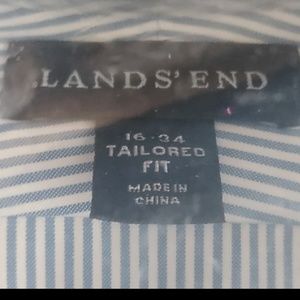 LANDS' END
16-34
TAILORED
FIT
MADE IN
CHINA